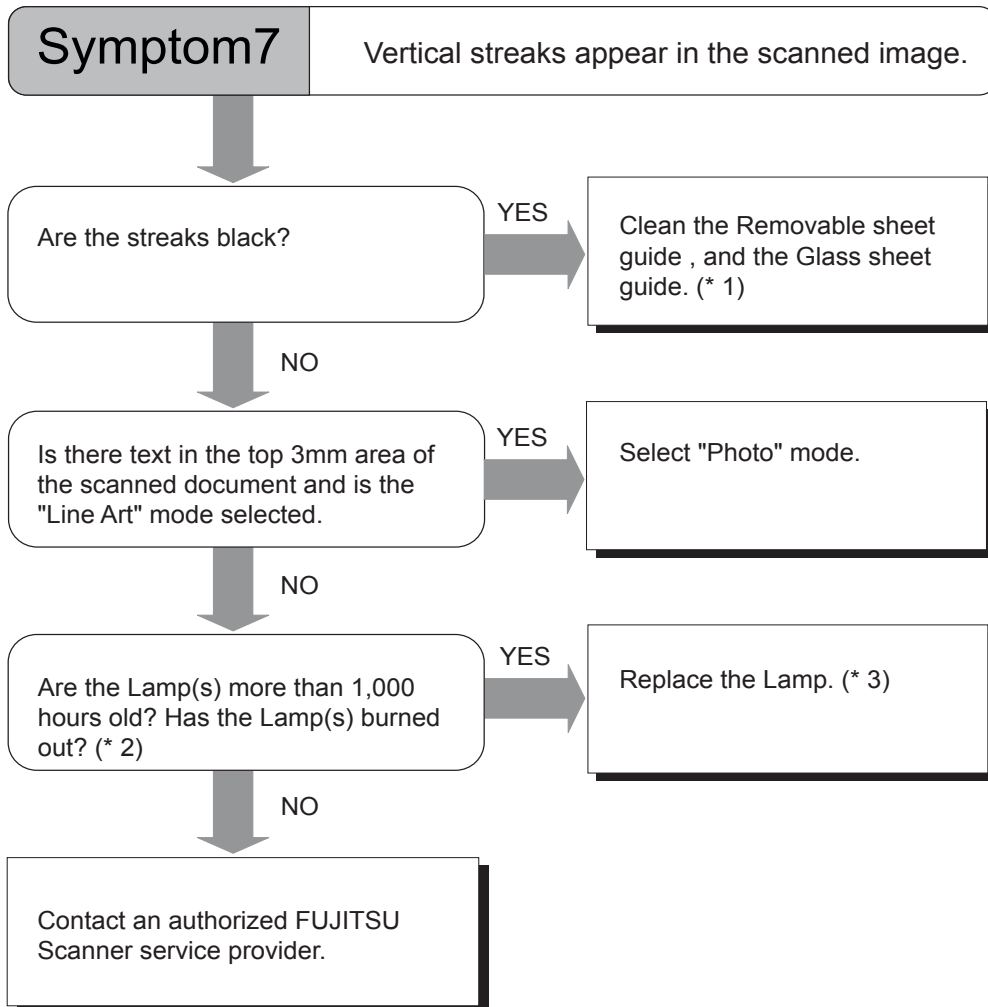 Symptom7
Vertical streaks appear in the scanned image.
Are the streaks black?
YES
Clean the Removable sheet
guide , and the Glass sheet
guide. (* 1)
NO
Is there text in the top 3mm area of
the scanned document and is the
"Line Art" mode selected.
YES
Select "Photo" mode.
NO
Are the Lamp(s) more than 1,000
hours old? Has the Lamp(s) burned
out? (* 2)
YES
Replace the Lamp. (* 3)
NO
Contact an authorized FUJITSU
Scanner service provider.